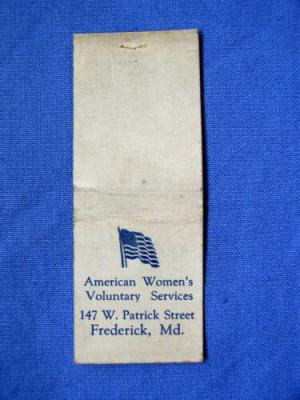 American Women's
Voluntary Services
147 W. Patrick Street
Frederick, Md.